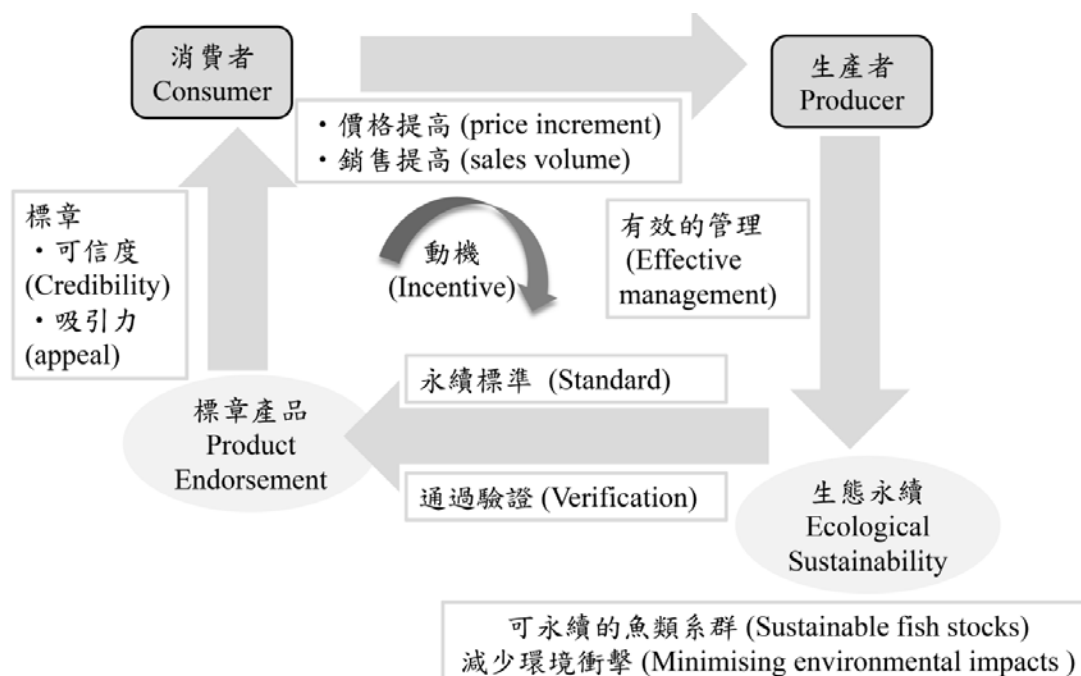 消費者
Consumer
生產者
Producer
・價格提高 (price increment)
・銷售提高 (sales volume)
標章
・可信度
(Credibility)
・吸引力
(appeal)
動機
(Incentive)
有效的管理
(Effective
management)
永續標準 (Standard)
標章產品
Product
Endorsement
通過驗證 (Verification)
生態永續
Ecological
Sustainability
可永續的魚類系群 (Sustainable fish stocks)
減少環境衝擊 (Minimising environmental impacts )